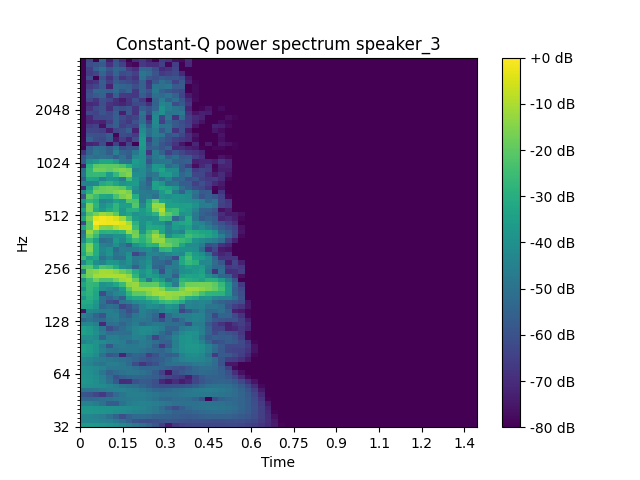 Constant-Q power spectrum speaker_3
Hz
2048
1024
512
256
128
64
32
0 0.15 0.3 0.45 0.6 0.75 0.9 1.1 1.2 1.4
Time
+0 dB
-10 dB
-20 dB
-30 dB
-40 dB
-50 dB
-60 dB
-70 dB
-80 dB